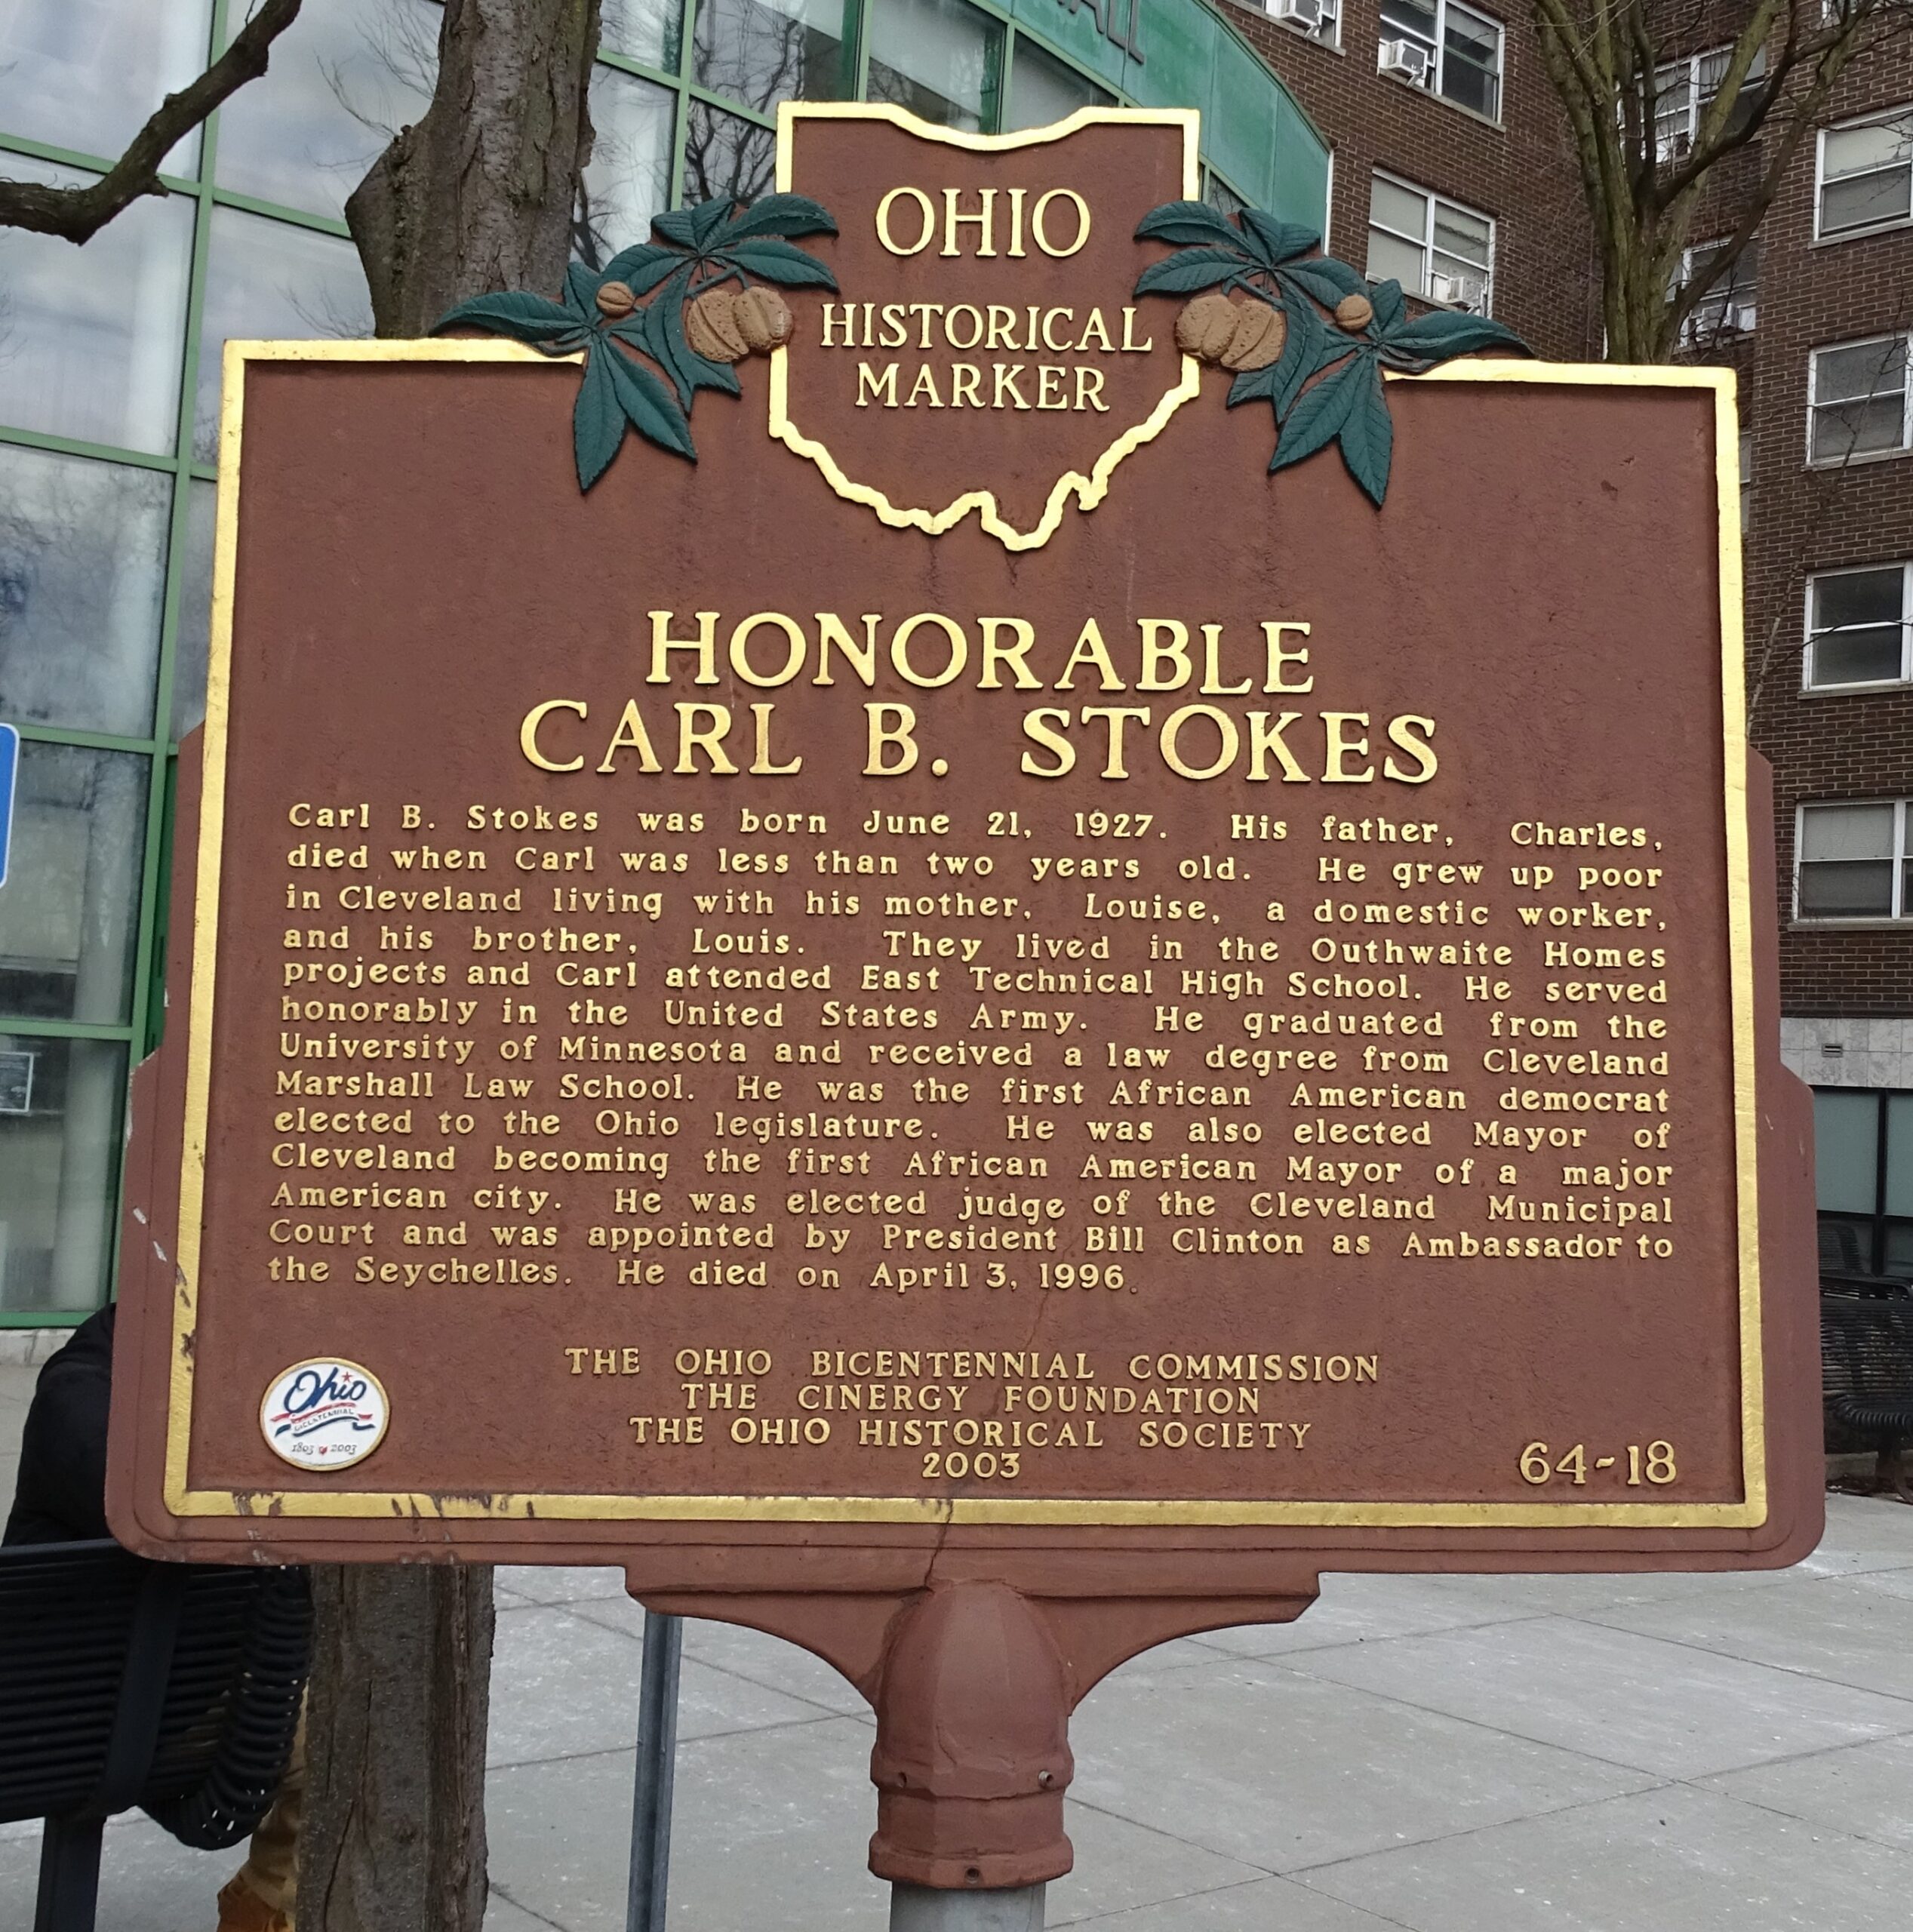 ALL
OHIO
HISTORICAL
MARKER
HONORABLE
CARL B. STOKES
Carl B. Stokes was born June 21, 1927. His father, Charles,
died when Carl was less than two years old. He grew up poor
in Cleveland living with his mother, Louise, a domestic worker,
and his brother, Louis. They lived in the Outhwaite Homes
projects and Carl attended East Technical High School. He served
honorably in the United States Army. He graduated from the
University of Minnesota and received a law degree from Cleveland
Marshall Law School. He was the first African American democrat
elected to the Ohio legislature. He was also elected Mayor of
Cleveland becoming the first African American Mayor of a major
American city. He was elected judge of the Cleveland Municipal
Court and was appointed by President Bill Clinton as Ambassador to
the Seychelles. He died on April 3, 1996.
THE OHIO BICENTENNIAL COMMISSION
THE CINERGY FOUNDATION
THE OHIO HISTORICAL SOCIETY
2003
Ohio
BICENTENNIAL
1803 2003
64-18